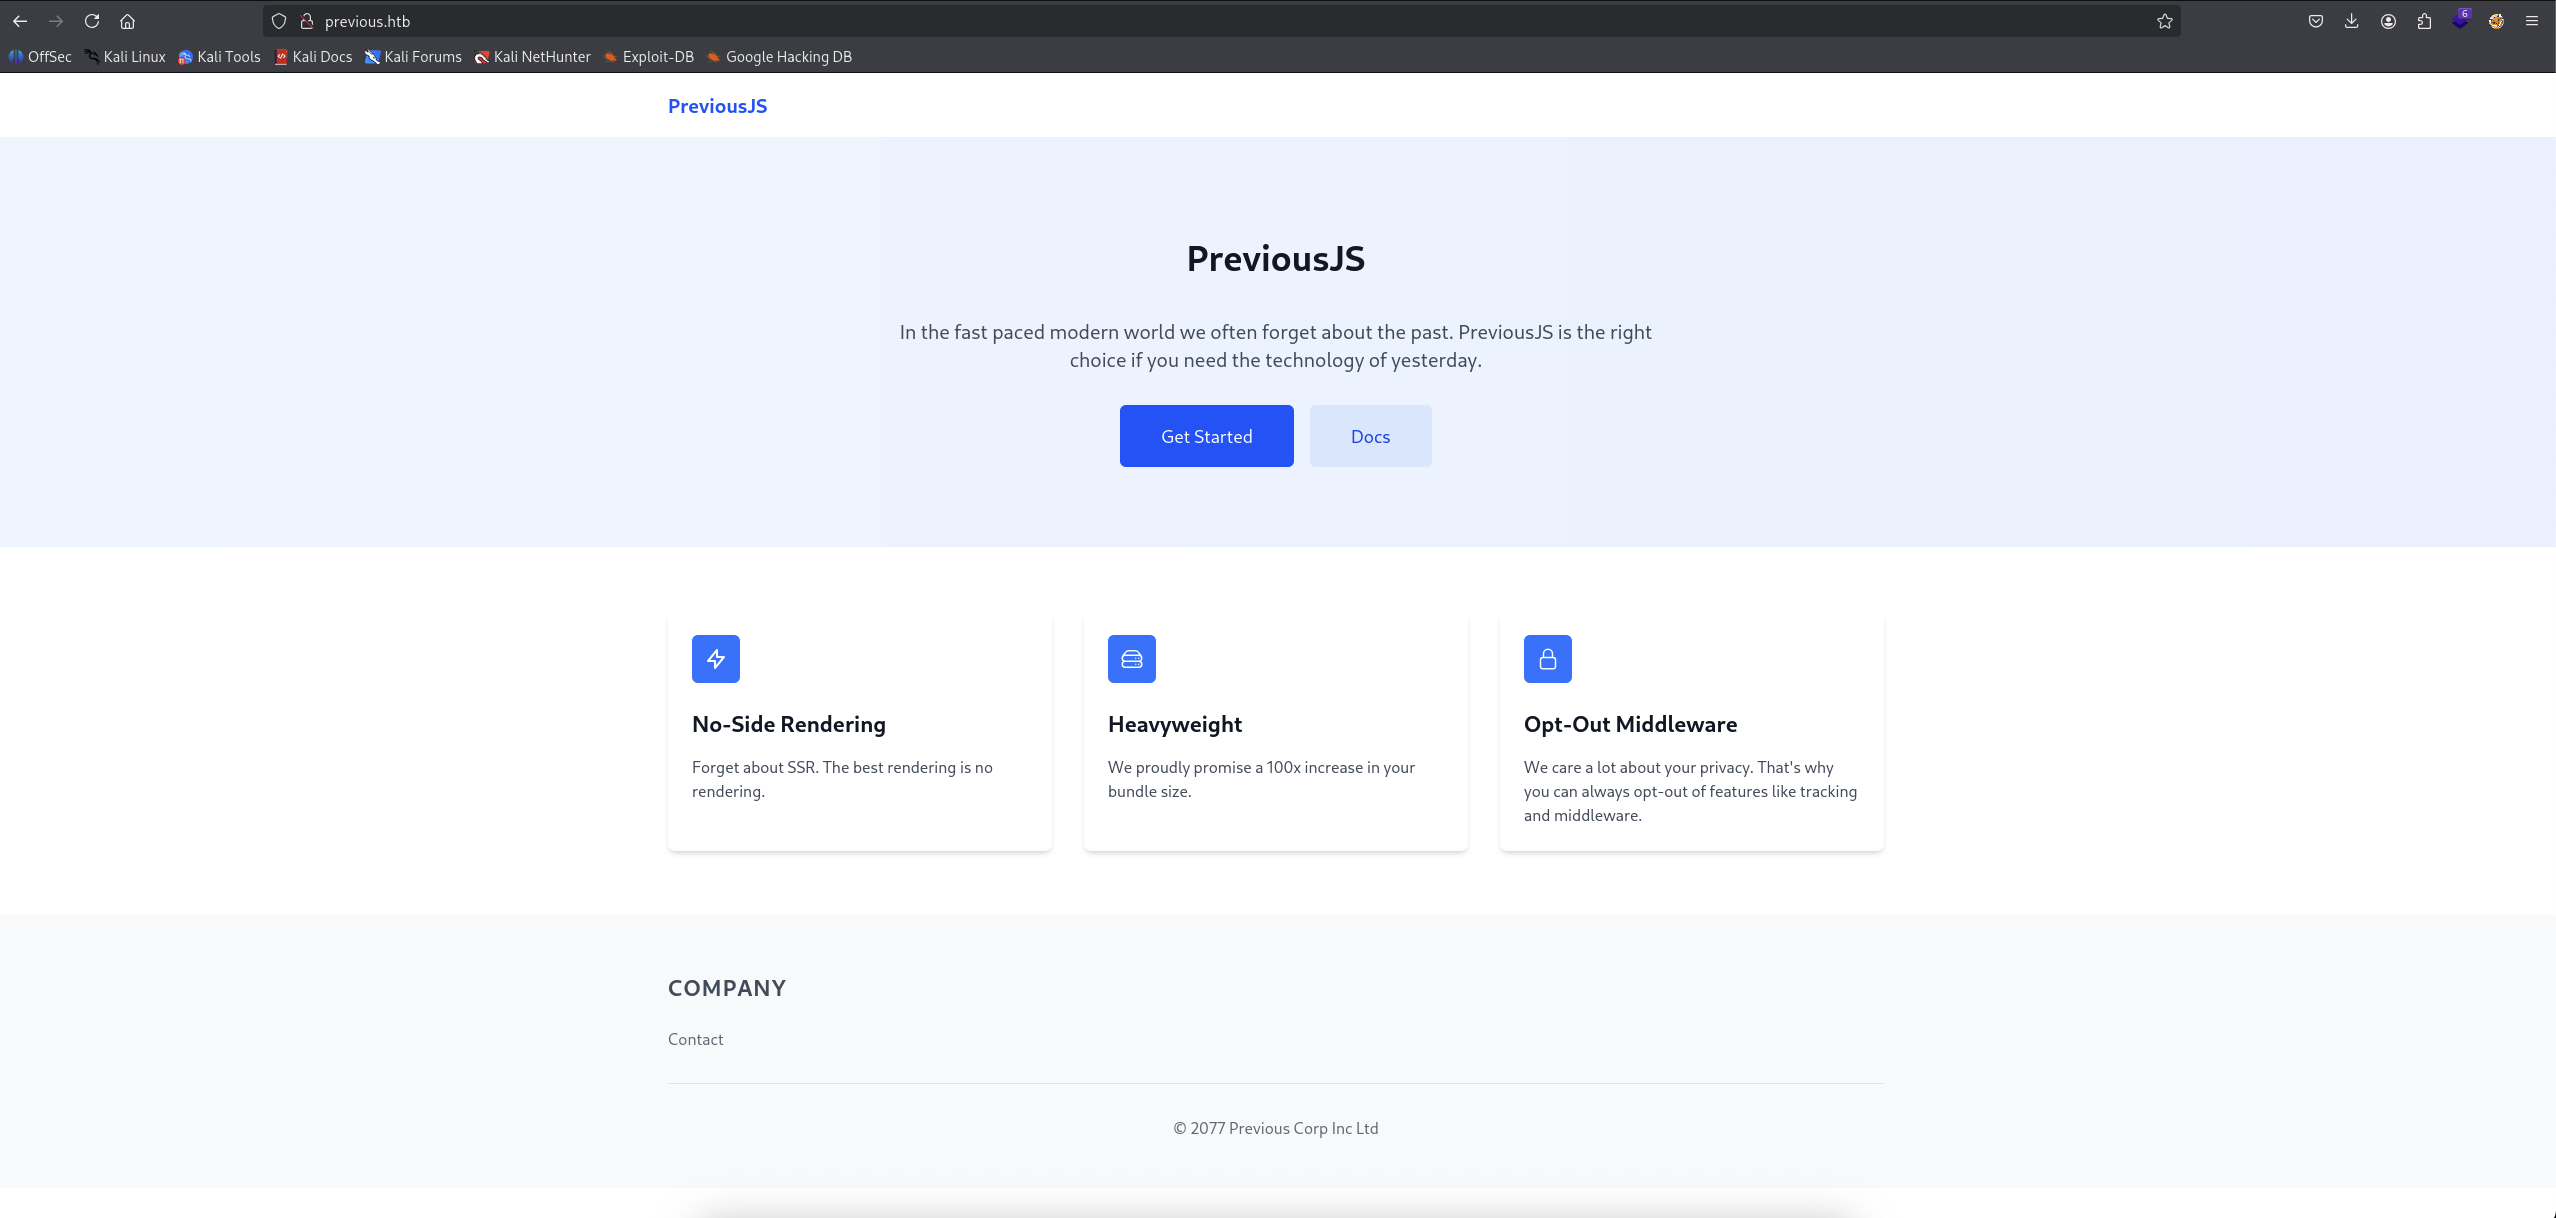 previous.htb
6
OffSec Kali Linux Kali Tools Kali Docs Kali Forums Kali NetHunter Exploit-DB Google Hacking DB
PreviousJS
PreviousJS
In the fast paced modern world we often forget about the past. PreviousJS is the right
choice if you need the technology of yesterday.
Get Started Docs
No-Side Rendering
Forget about SSR. The best rendering is no
rendering.
Heavyweight
We proudly promise a 100x increase in your
bundle size.
Opt-Out Middleware
We care a lot about your privacy. That's why
you can always opt-out of features like tracking
and middleware.
COMPANY
Contact
© 2077 Previous Corp Inc Ltd